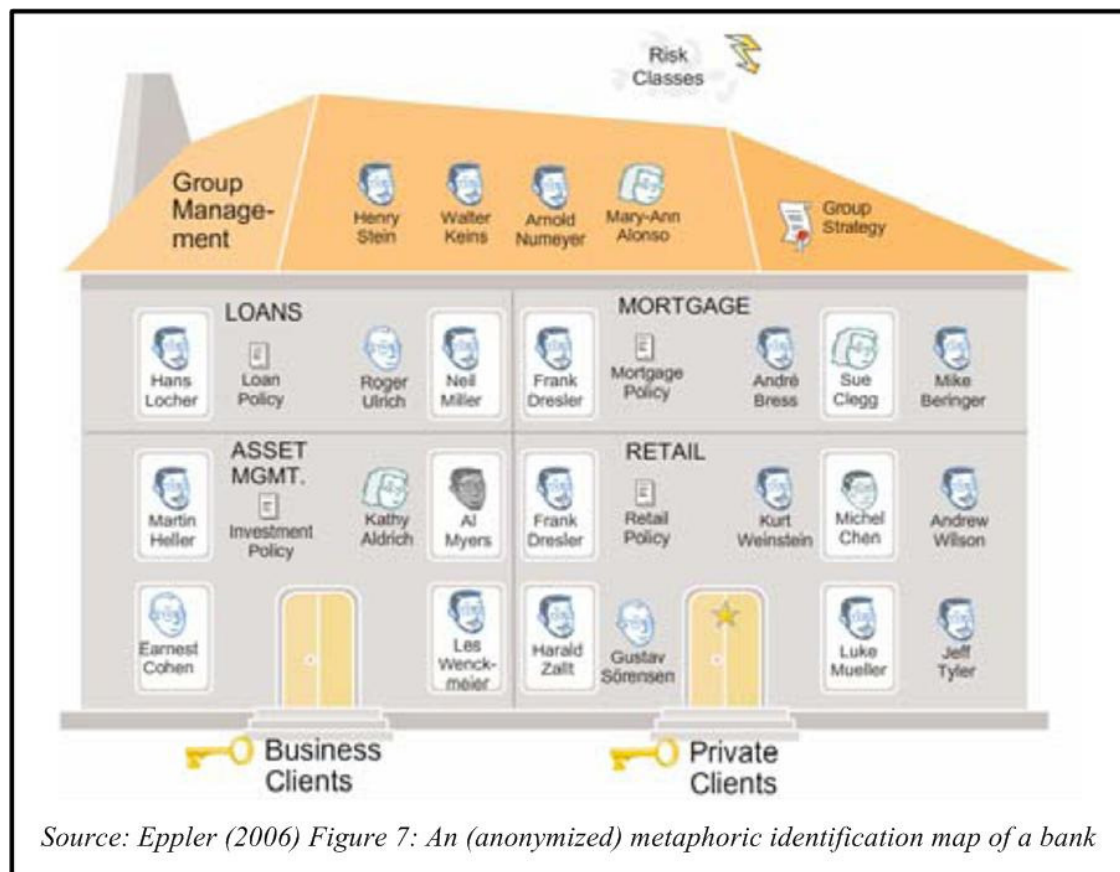 Risk
Classes
Group
Manage-
ment
Henry
Stein
Walter
Keins
Arnold
Numeyer
Mary-Ann
Alonso
Group
Strategy
LOANS
Hans
Locher
Loan
Policy
Roger
Ulrich
Neil
Miller
MORTGAGE
Frank
Dresler
Mortgage
Policy
André
Bress
Sue
Clegg
Mike
Beringer
ASSET
MGMT.
Martin
Heller
Investment
Policy
Kathy
Aldrich
Al
Myers
RETAIL
Frank
Dresler
Retail
Policy
Kurt
Weinstein
Michel
Chen
Andrew
Wilson
Earnest
Cohen
Les
Wenck-
meier
Harald
Zallt
Gustav
Sörensen
Luke
Mueller
Jeff
Tyler
Business
Clients
Private
Clients
Source: Eppler (2006) Figure 7: An (anonymized) metaphoric identification map of a bank